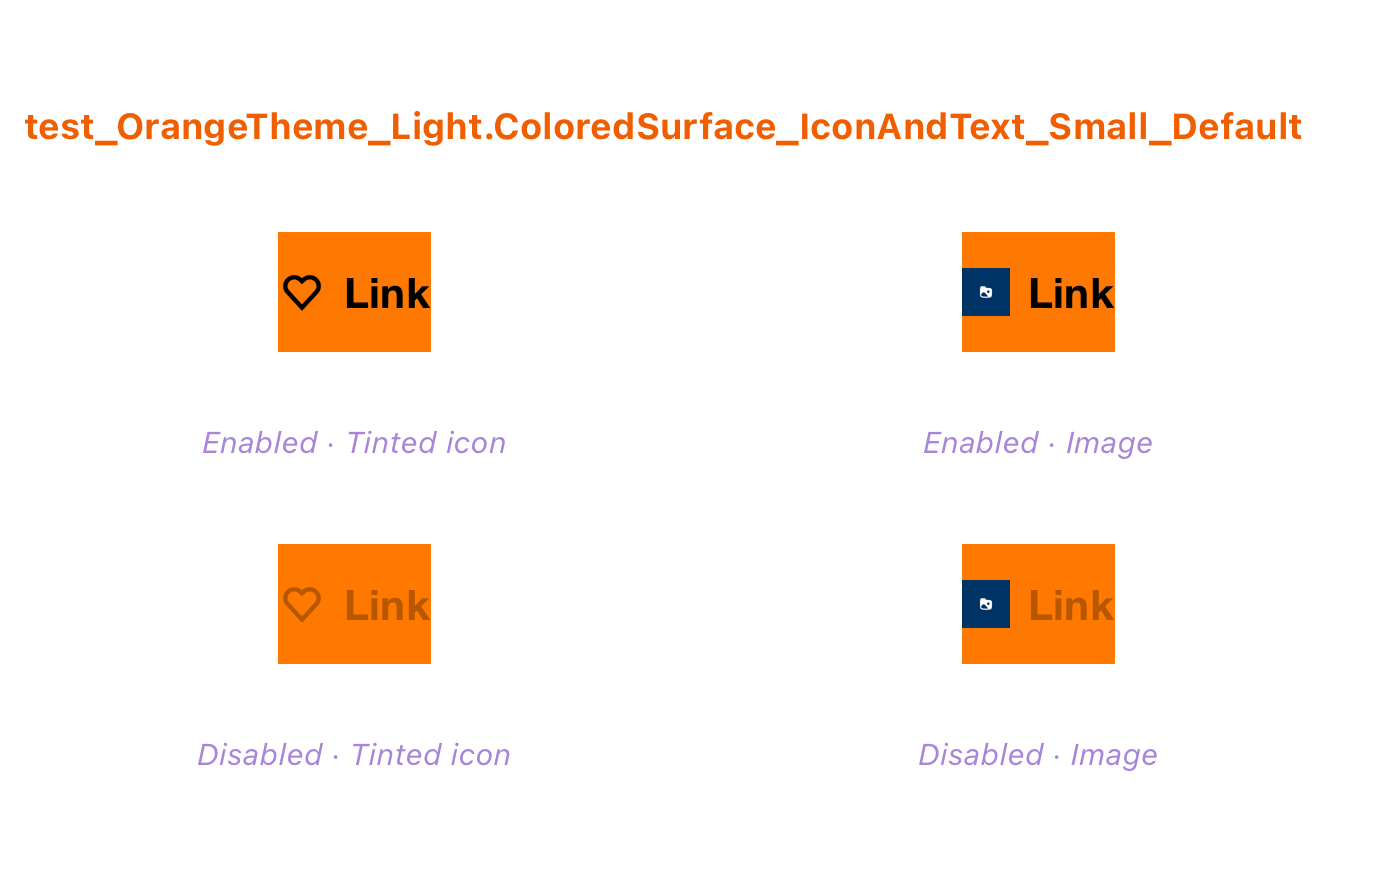 test_OrangeTheme_Light.ColoredSurface_IconAndText_Small_Default
Link
Link
Enabled · Tinted icon
Enabled · Image
Link
Link
Disabled · Tinted icon
Disabled · Image